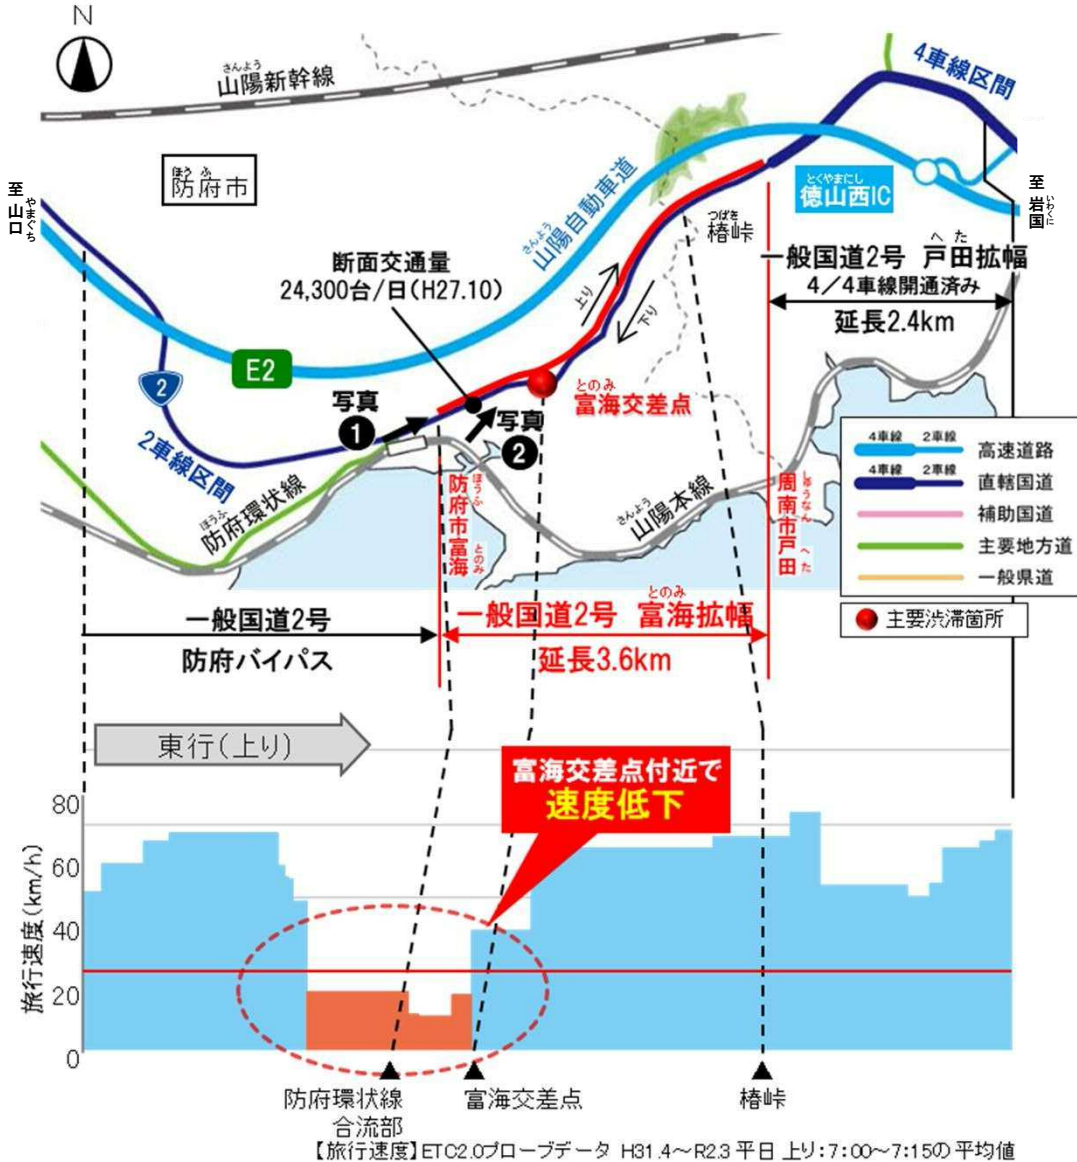 N
さんよう
山陽新幹線
4車線区間
ほうふ
防府市
至山口
やまぐち
さんよう
山陽自動車道
とくやまにし
徳山西IC
至岩国
いわくに
つばき
椿峠
へた
一般国道2号 戸田拡幅
4/4車線開通済み
延長2.4km
断面交通量
24,300台/日(H27.10)
上り
下り
E2
2
とのみ
富海交差点
写真
1
写真
2
2車線区間
ほうふ
防府環状線
防府市富海
ほうふ
とのみ
さんよう
山陽本線
周南市戸田
しゅうなん
へた
4車線 2車線
高速道路
4車線 2車線
直轄国道
補助国道
主要地方道
一般県道
主要渋滞箇所
一般国道2号
防府バイパス
とのみ
一般国道2号 富海拡幅
延長3.6km
東行(上り)
富海交差点付近で
速度低下
旅行速度(km/h)
80
60
40
20
0
防府環状線
合流部
富海交差点
椿峠
【旅行速度】ETC2.0プローブデータ H31.4～R2.3 平日 上り:7:00～7:15の平均値